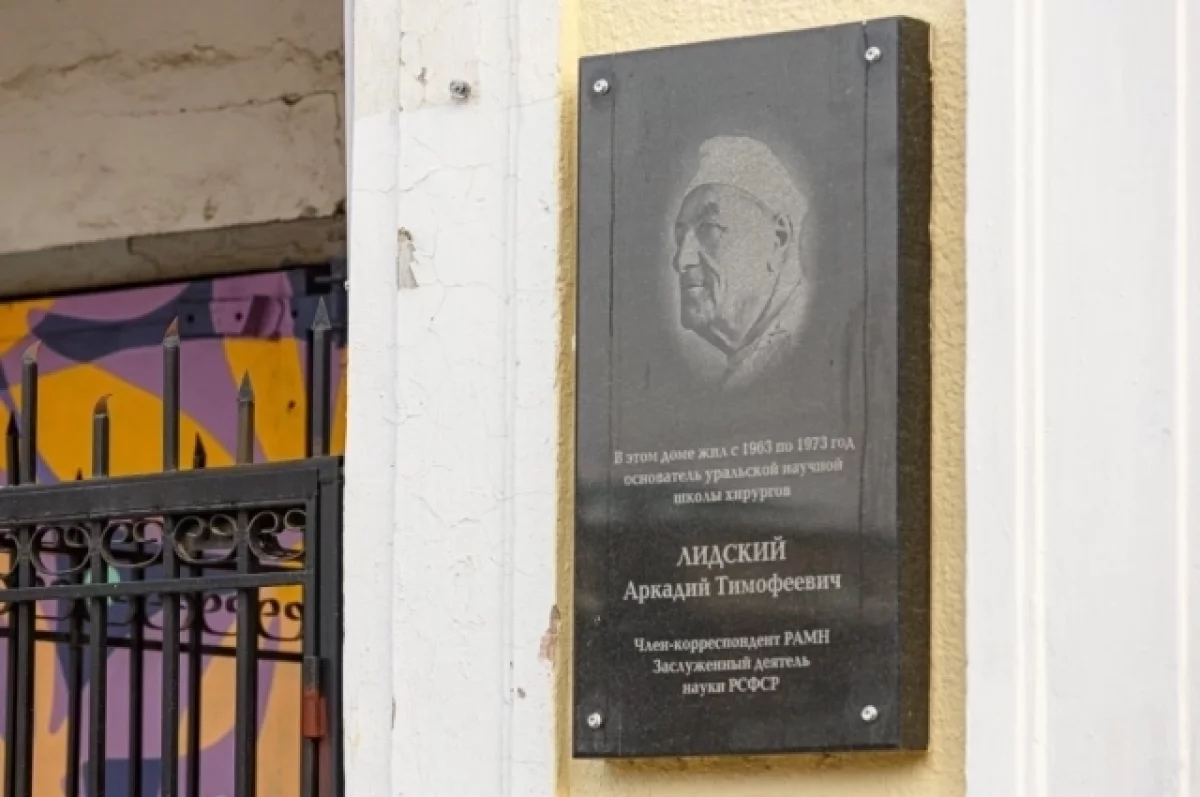 В этом доме жил с 1963 по 1973 год
основатель уральской научной
школы хирургов
ЛИДСКИЙ
Аркадий Тимофеевич
Член-корреспондент РАМН
Заслуженный деятель
науки РСФСР